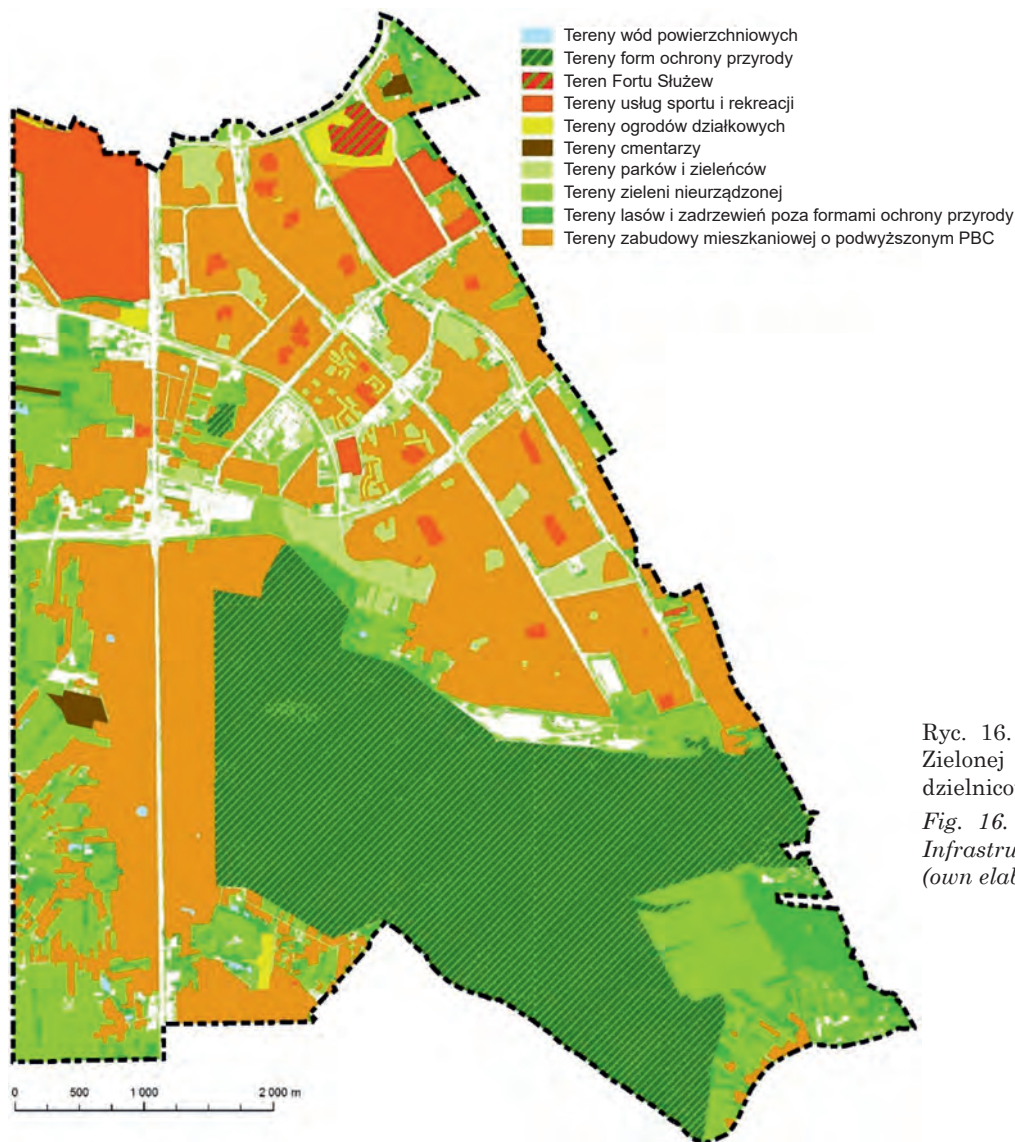 Tereny wód powierzchniowych
Tereny form ochrony przyrody
Teren Fortu Służew
Tereny usług sportu i rekreacji
Tereny ogrodów działkowych
Tereny cmentarzy
Tereny parków i zieleńców
Tereny zieleni nieurządzonej
Tereny lasów i zadrzewień poza formami ochrony przyrody
Tereny zabudowy mieszkaniowej o podwyższonym PBC
Ryc. 16.
Zielonej
dzielnico
Fig. 16.
Infrastru
(own elab
0 500 1 000 2 000 m